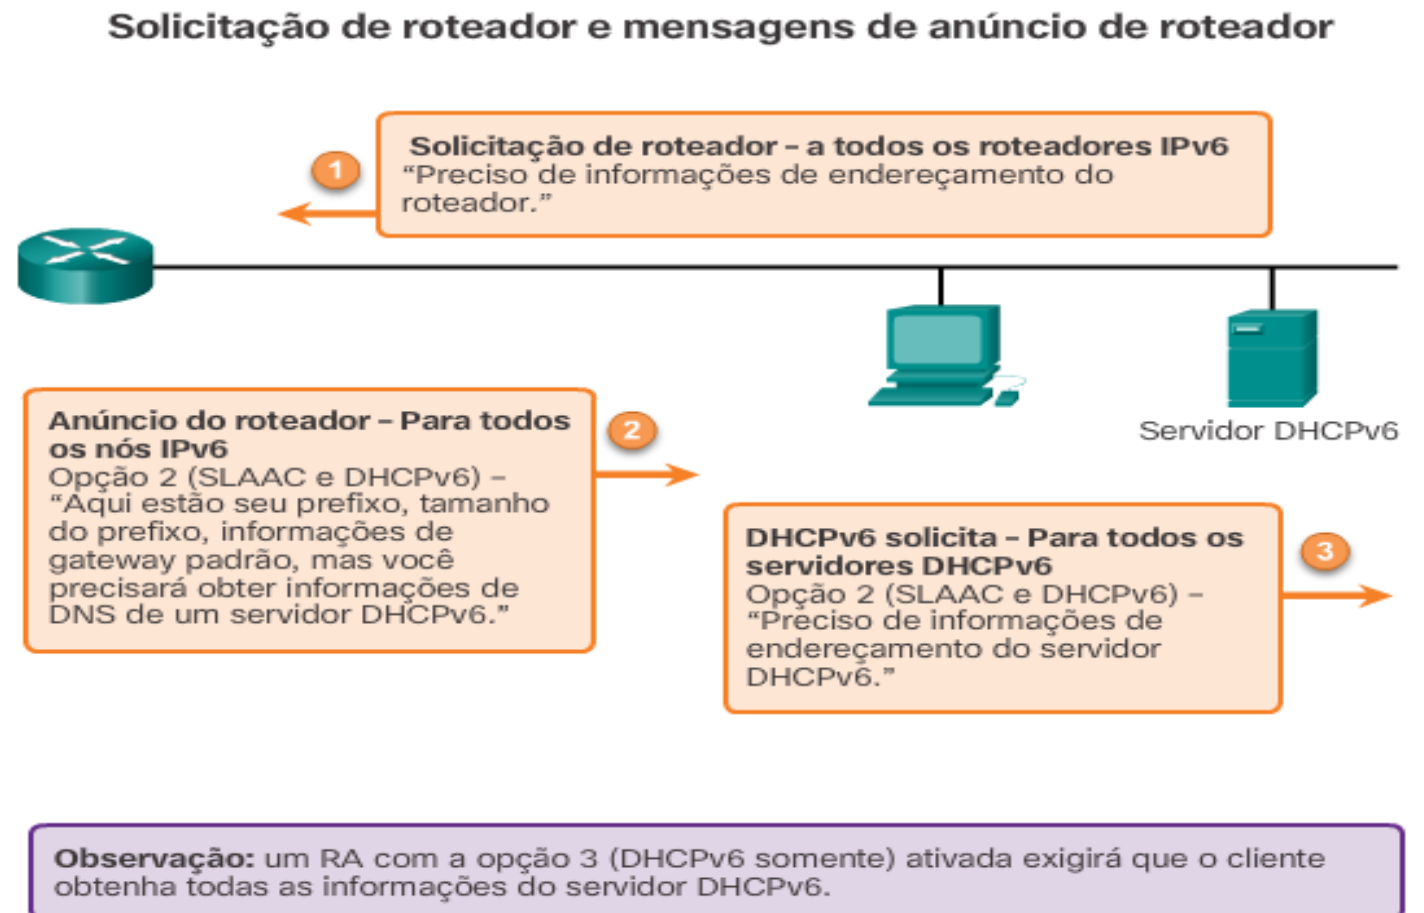 Solicitação de roteador e mensagens de anúncio de roteador
Solicitação de roteador – a todos os roteadores IPv6
“Preciso de informações de endereçamento do
roteador.”
1
Servidor DHCPv6
Anúncio do roteador – Para todos
os nós IPv6
Opção 2 (SLAAC e DHCPv6) –
“Aqui estão seu prefixo, tamanho
do prefixo, informações de
gateway padrão, mas você
precisará obter informações de
DNS de um servidor DHCPv6.”
2
DHCPv6 solicita – Para todos os
servidores DHCPv6
Opção 2 (SLAAC e DHCPv6) –
“Preciso de informações de
endereçamento do servidor
DHCPv6.”
3
Observação: um RA com a opção 3 (DHCPv6 somente) ativada exigirá que o cliente
obtenha todas as informações do servidor DHCPv6.